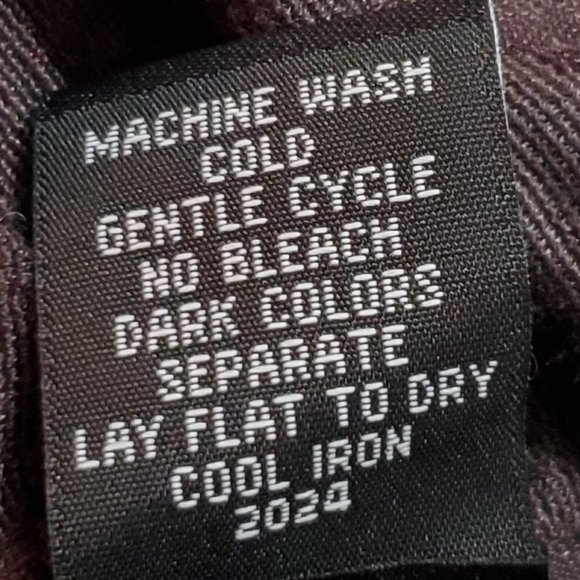 MACHINE WASH
COLD
GENTLE CYCLE
NO BLEACH
DARK COLORS
SEPARATE
LAY FLAT TO DRY
COOL IRON
2024